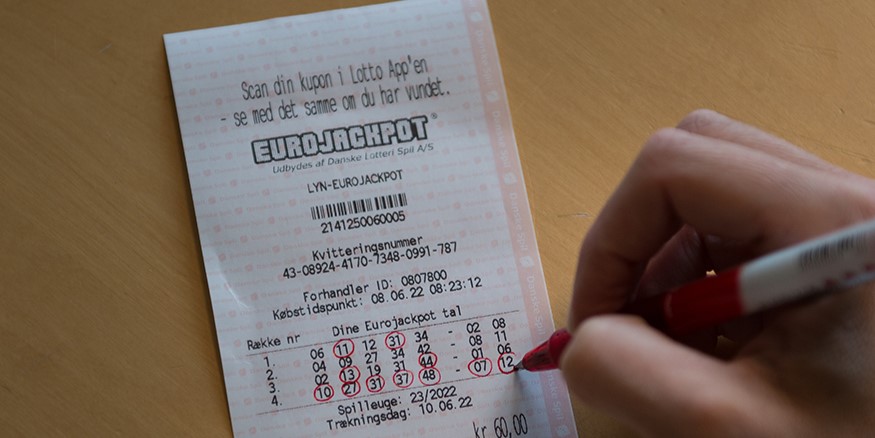 Scan din kupon i Lotto App'en
- se med det samme om du har vundet.
EUROJACKPOT®
Udbydes af Danske Lotteri Spil A/S
LYN-EUROJACKPOT
2141250060005
Kvitteringsnummer
43-08924-4170-7348-0991-787
Forhandler ID: 0807800
Købstidspunkt: 08.06.22 08:23:12
Række nr Dine Eurojackpot tal
1. 06 11 12 31 34 - 02 08
2. 04 09 27 34 42 - 08 11
3. 02 13 19 31 44 - 01 06
4. 10 27 31 37 48 - 07 12
Spilleuge: 23/2022
Trækningsdag: 10.06.22
kr 60,00